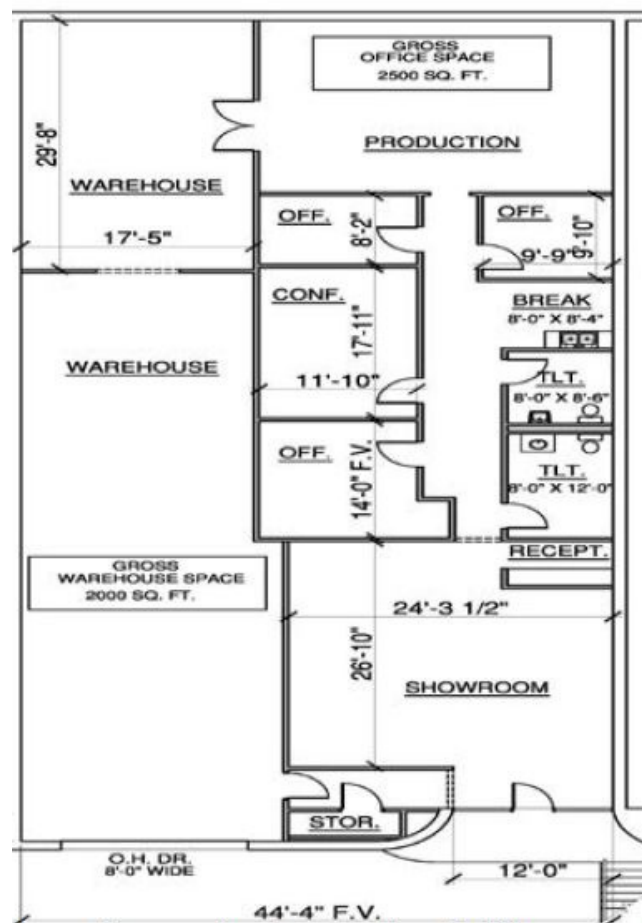 GROSS
OFFICE SPACE
2500 SQ. FT.
29'-8"
PRODUCTION
WAREHOUSE
OFF.
8'-2"
OFF.
17'-5"
9'-9"
9'-10"
CONF.
17'-11"
BREAK
8'-0" X 8'-4"
WAREHOUSE
11'-10"
TLT.
8'-0" X 8'-6"
OFF.
14'-0" F.V.
TLT.
8'-0" X 12'-0"
GROSS
WAREHOUSE SPACE
2000 SQ. FT.
RECEPT.
24'-3 1/2"
26'-10"
SHOWROOM
STOR.
O.H. DR.
8'-0" WIDE
12'-0"
44'-4" F.V.